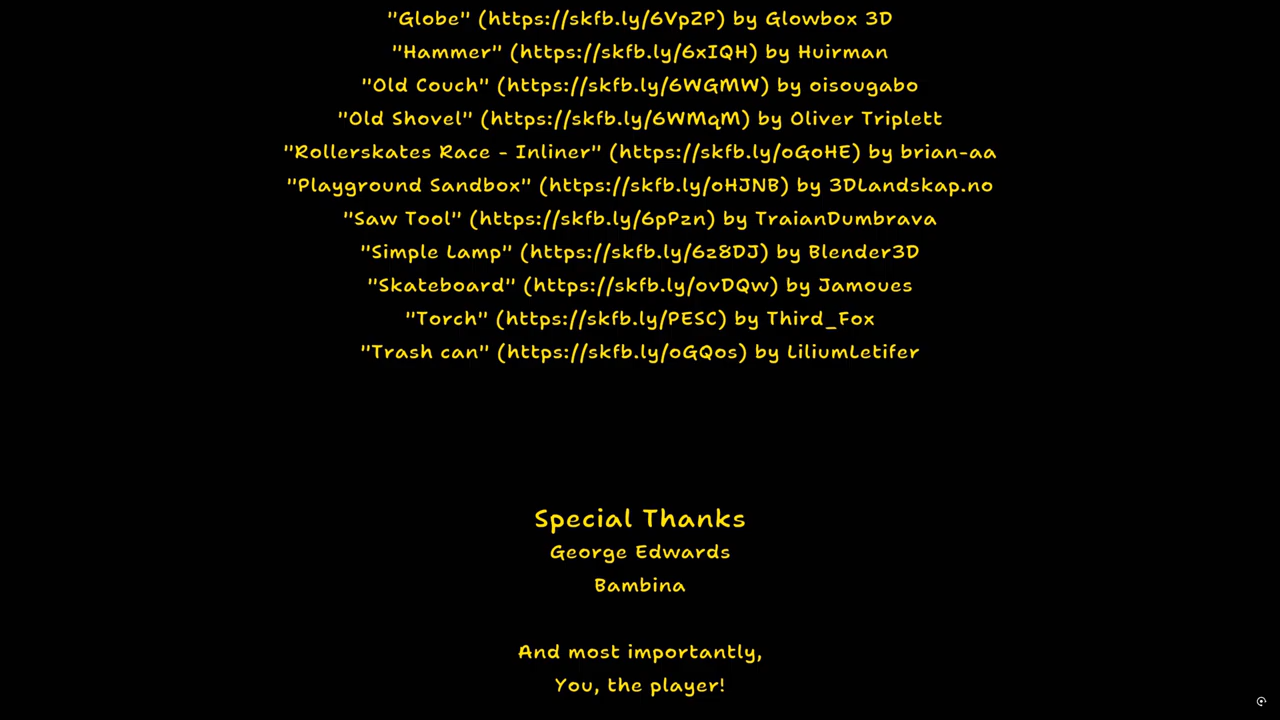 "Globe" (https://skfb.ly/6VpZP) by Glowbox 3D
"Hammer" (https://skfb.ly/6xIQH) by Huirman
"Old Couch" (https://skfb.ly/6WGMW) by oisougabo
"Old Shovel" (https://skfb.ly/6WMqM) by Oliver Triplett
"Rollerskates Race - Inliner" (https://skfb.ly/oGoHE) by brian-aa
"Playground Sandbox" (https://skfb.ly/oHJNB) by 3DLandskap.no
"Saw Tool" (https://skfb.ly/6pPzn) by TraianDumbrava
"Simple Lamp" (https://skfb.ly/6z8DJ) by Blender3D
"Skateboard" (https://skfb.ly/ovDQw) by Jamoues
"Torch" (https://skfb.ly/PESC) by Third_Fox
"Trash can" (https://skfb.ly/oGQos) by LiliumLetifer
Special Thanks
George Edwards
Bambina
And most importantly,
You, the player!